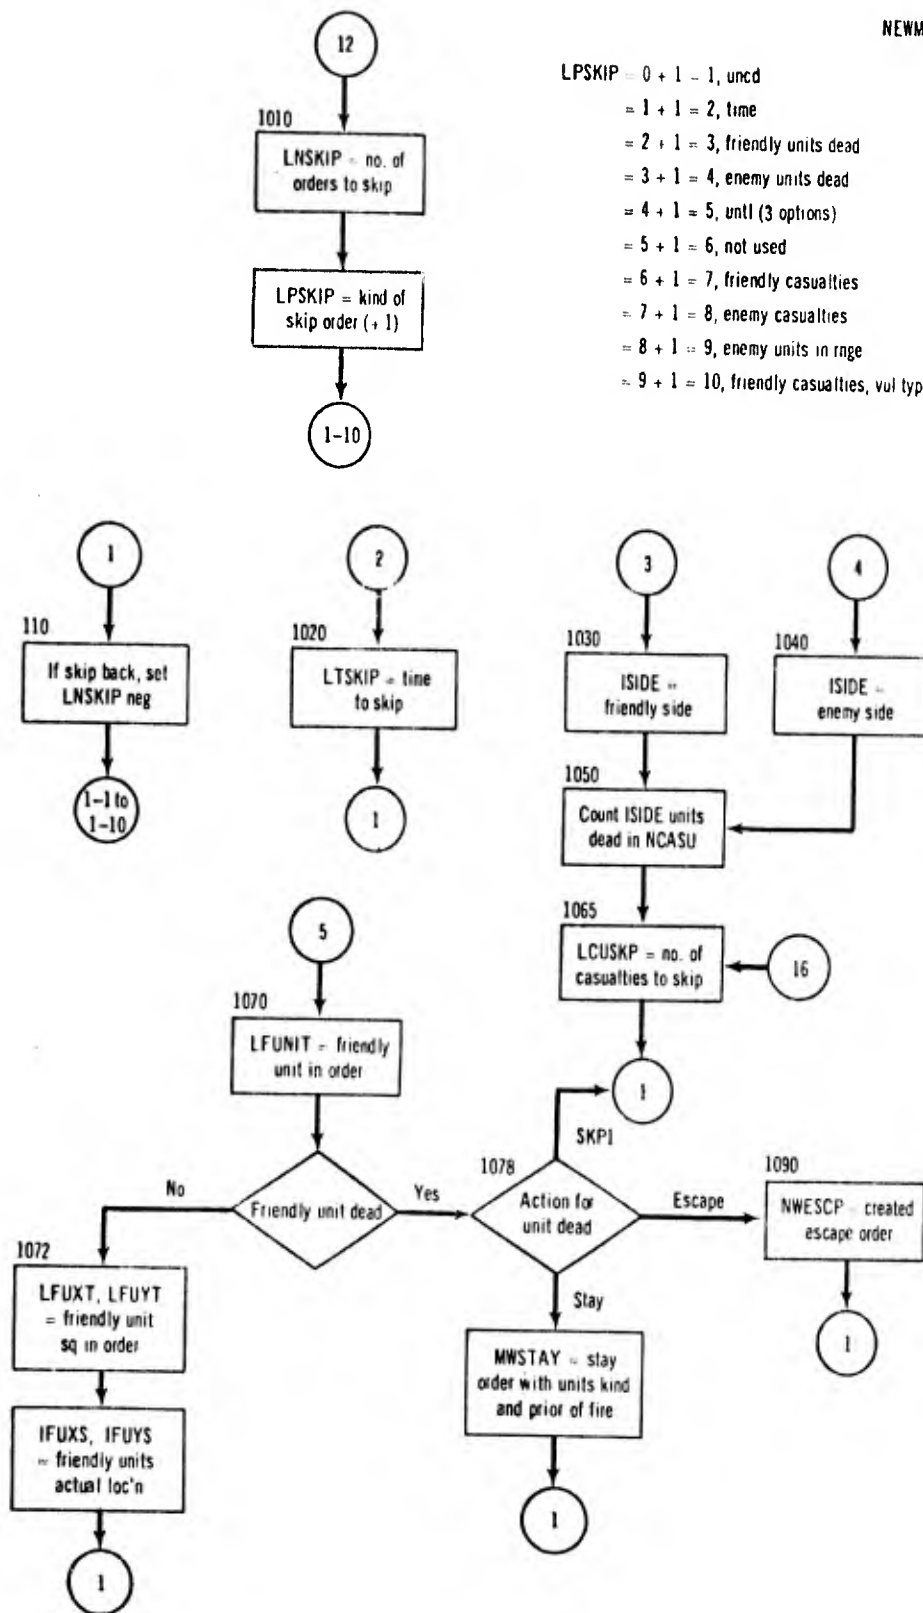 NEWM
12
LPSKIP = 0 + 1 - 1, uncd
= 1 + 1 = 2, time
= 2 + 1 = 3, friendly units dead
= 3 + 1 = 4, enemy units dead
= 4 + 1 = 5, untl (3 options)
= 5 + 1 = 6, not used
= 6 + 1 = 7, friendly casualties
= 7 + 1 = 8, enemy casualties
= 8 + 1 = 9, enemy units in rnge
= 9 + 1 = 10, friendly casualties, vul typ
1010
LNSKIP = no. of
orders to skip
LPSKIP = kind of
skip order (+ 1)
1-10
1
110
If skip back, set
LNSKIP neg
1-1 to
1-10
2
1020
LTSKIP = time
to skip
1
3
1030
ISIDE =
friendly side
4
1040
ISIDE =
enemy side
1050
Count ISIDE units
dead in NCASU
1065
LCUSKP = no. of
casualties to skip
16
1
5
1070
LFUNIT = friendly
unit in order
Friendly unit dead
No
Yes
1072
LFUXT, LFUYT
= friendly unit
sq in order
IFUXS, IFUYS
= friendly units
actual loc'n
1
1078
Action for
unit dead
SKP1
Escape
Stay
1090
NWESCP = created
escape order
1
MWSTAY = stay
order with units kind
and prior of fire
1